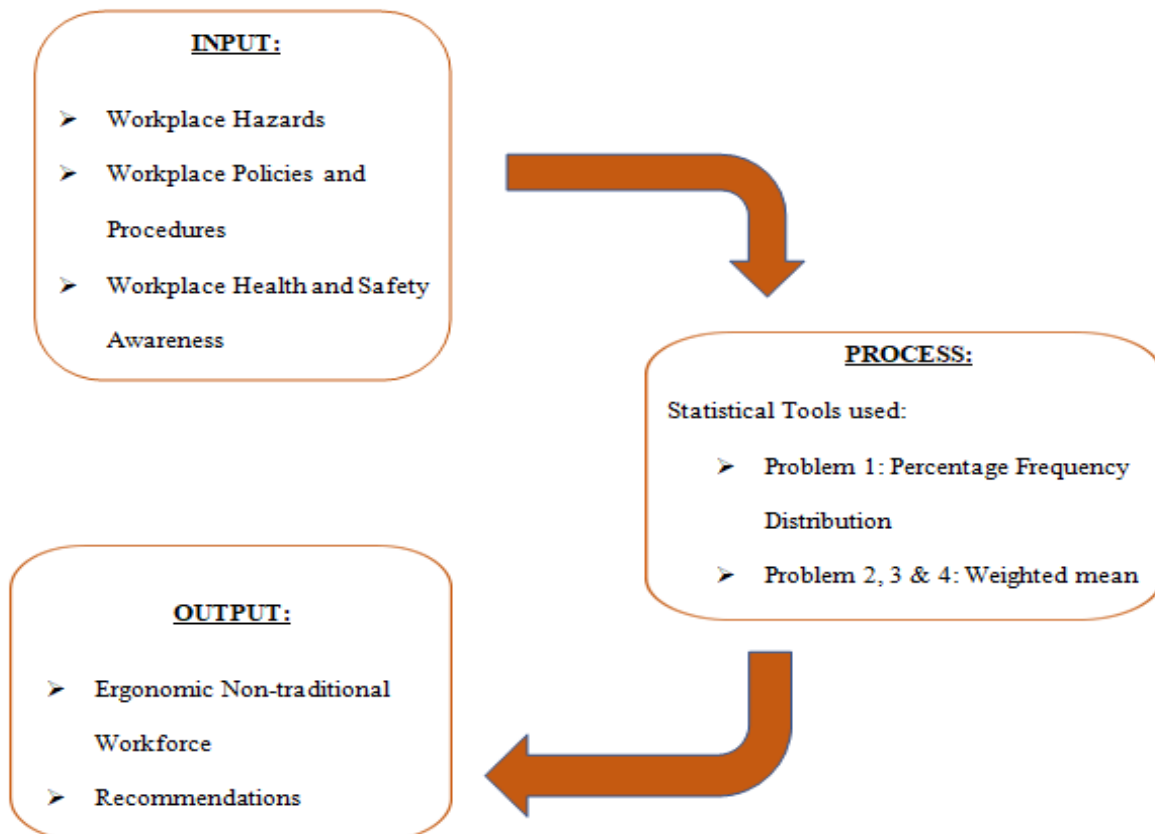 INPUT:
➢ Workplace Hazards
➢ Workplace Policies and
Procedures
➢ Workplace Health and Safety
Awareness
PROCESS:
Statistical Tools used:
➢ Problem 1: Percentage Frequency
Distribution
➢ Problem 2, 3 & 4: Weighted mean
OUTPUT:
➢ Ergonomic Non-traditional
Workforce
➢ Recommendations